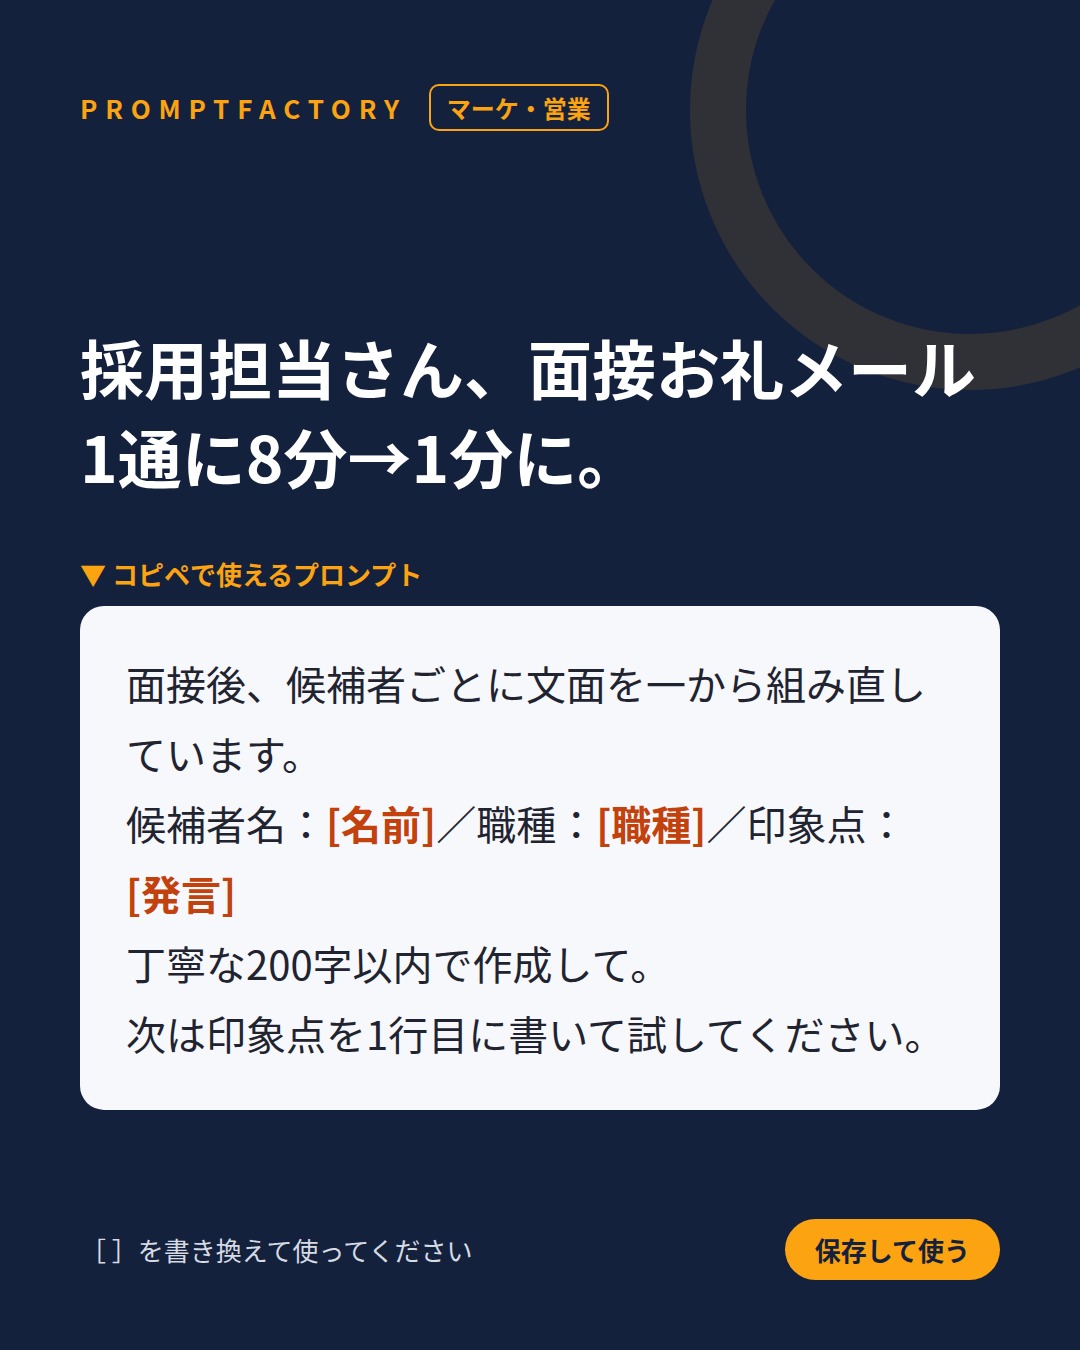 PROMPTFACTORY マーケ・営業
採用担当さん、面接お礼メール
1通に8分→1分に。
▼ コピペで使えるプロンプト
面接後、候補者ごとに文面を一から組み直し
ています。
候補者名：[名前]／職種：[職種]／印象点：
[発言]
丁寧な200字以内で作成して。
次は印象点を1行目に書いて試してください。
［ ］を書き換えて使ってください
保存して使う